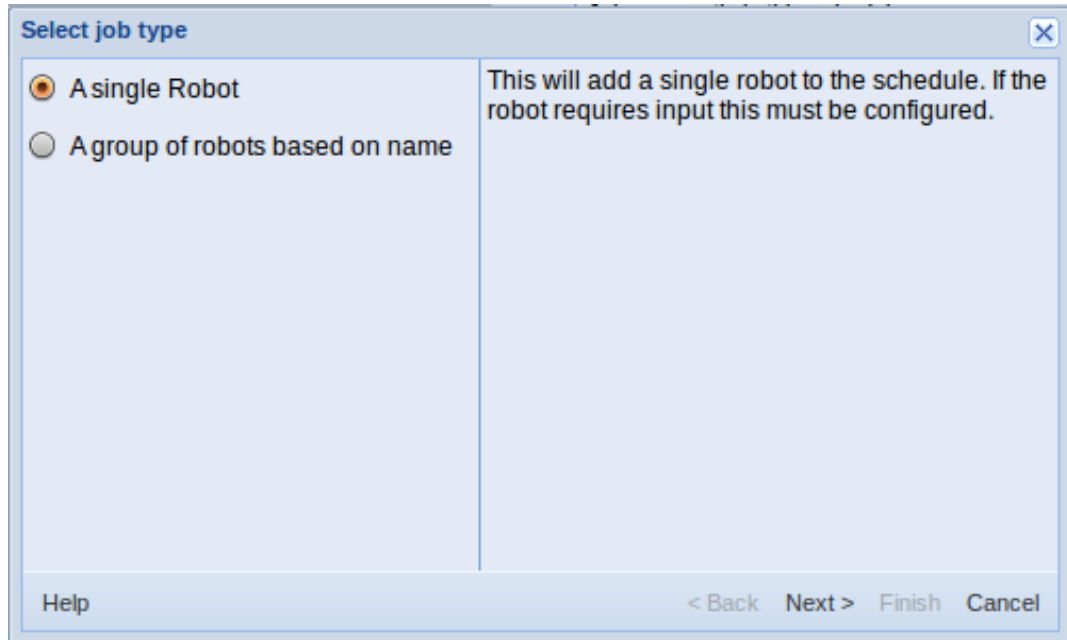 Select job type
A single Robot
A group of robots based on name
This will add a single robot to the schedule. If the
robot requires input this must be configured.
Help
< Back
Next >
Finish
Cancel